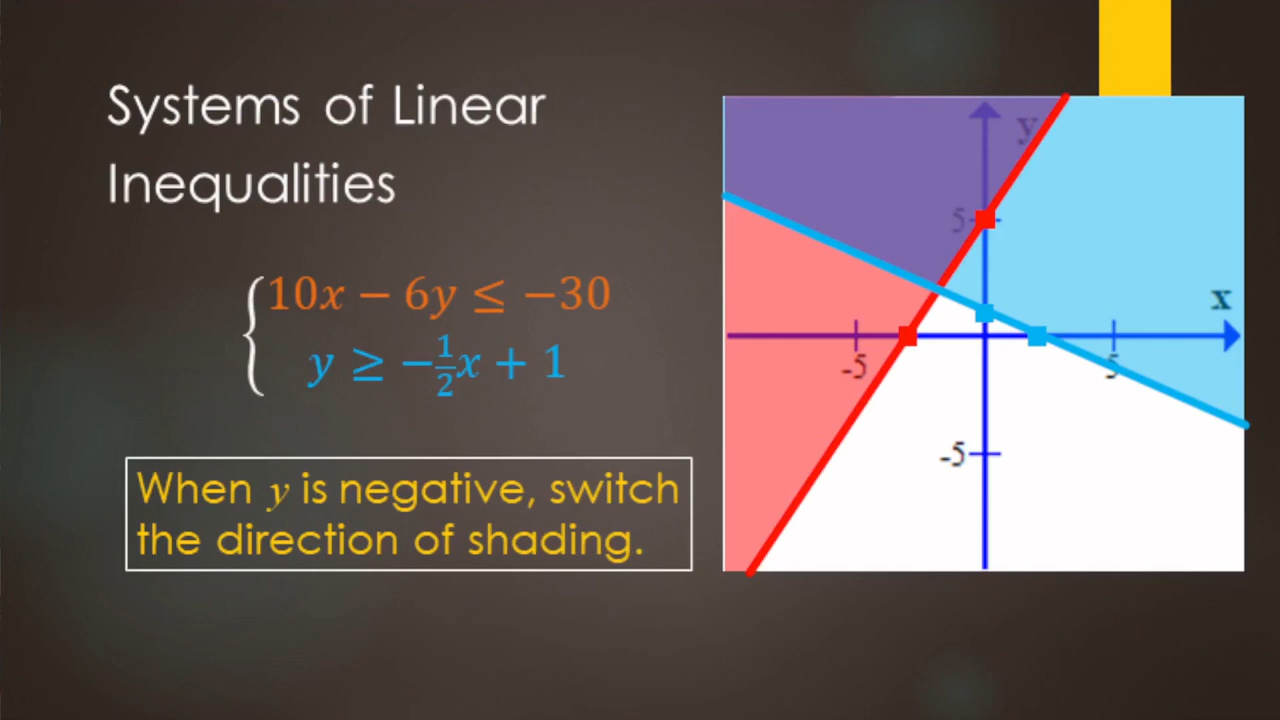 Systems of Linear
Inequalities
10x − 6y ≤ −30
y ≥ −½x + 1
When y is negative, switch
the direction of shading.
y
5
x
-5
5
-5